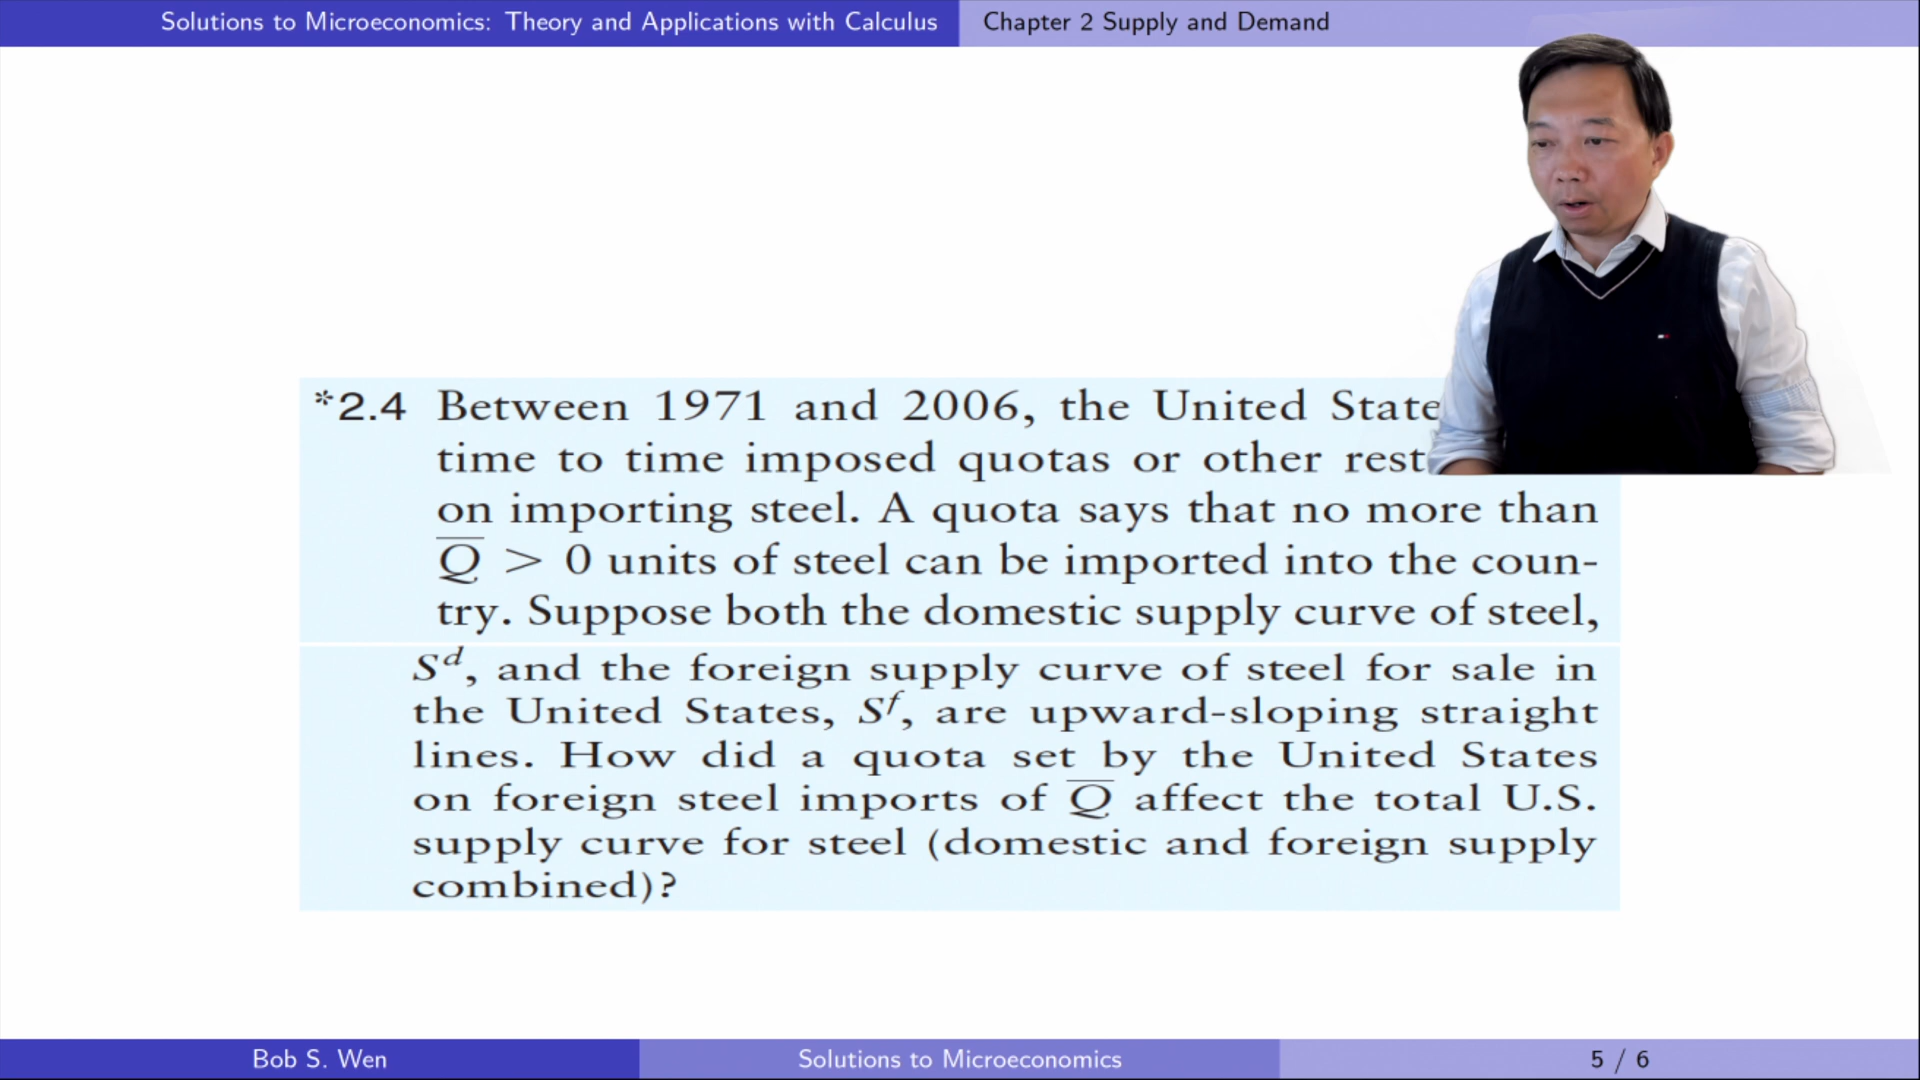 Solutions to Microeconomics: Theory and Applications with Calculus
Chapter 2 Supply and Demand
*2.4 Between 1971 and 2006, the United
time to time imposed quotas or other
on importing steel. A quota says that no more than
Q̅ > 0 units of steel can be imported into the coun-
try. Suppose both the domestic supply curve of steel,
Sᵈ, and the foreign supply curve of steel for sale in
the United States, Sᶠ, are upward-sloping straight
lines. How did a quota set by the United States
on foreign steel imports of Q̅ affect the total U.S.
supply curve for steel (domestic and foreign supply
combined)?
Bob S. Wen
Solutions to Microeconomics
5 / 6